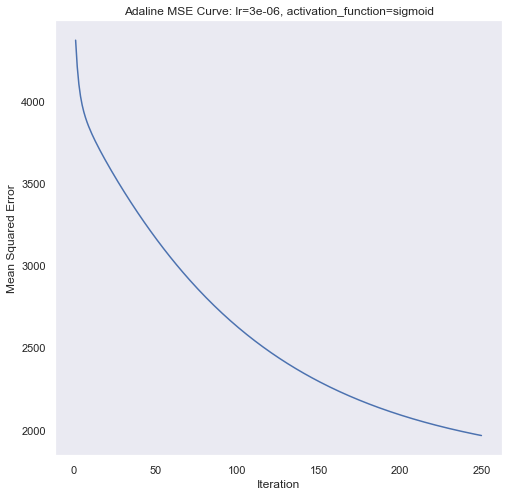 Adaline MSE Curve: lr=3e-06, activation_function=sigmoid
4000
3500
3000
2500
2000
Mean Squared Error
0 50 100 150 200 250
Iteration